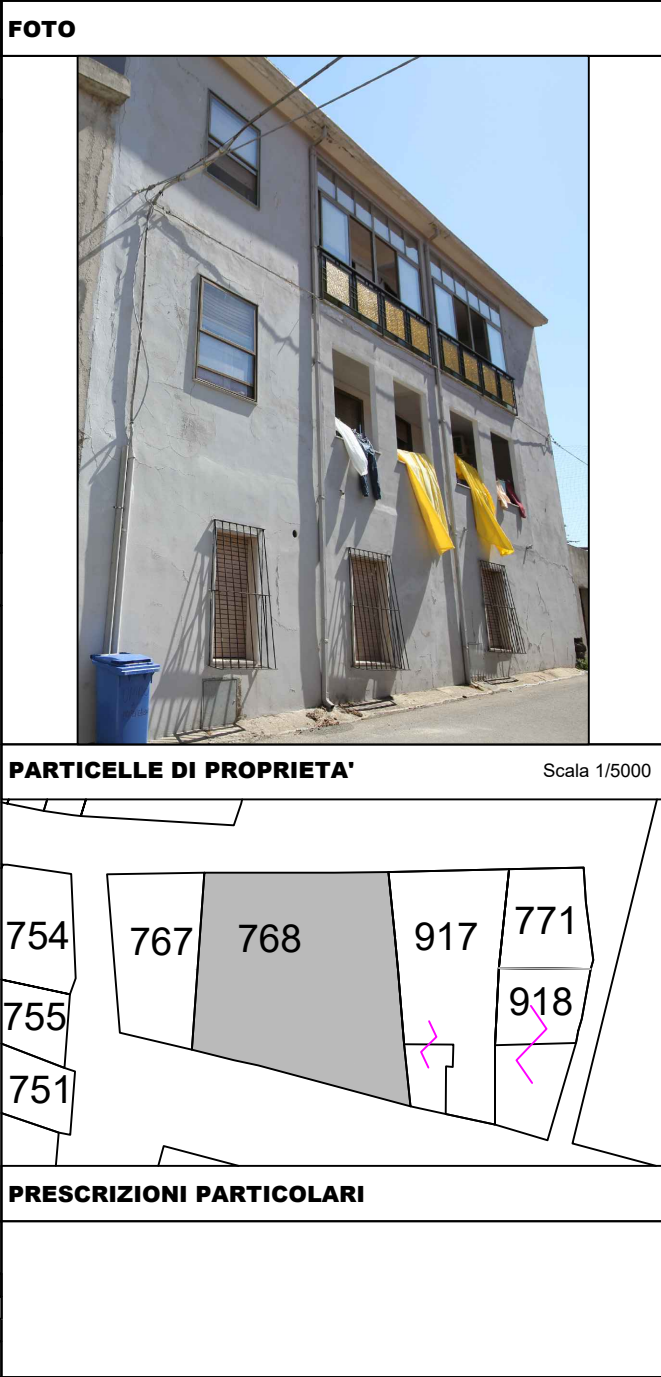 FOTO
PARTICELLE DI PROPRIETA' Scala 1/5000
754 767 768 917 771
755 918
751
PRESCRIZIONI PARTICOLARI